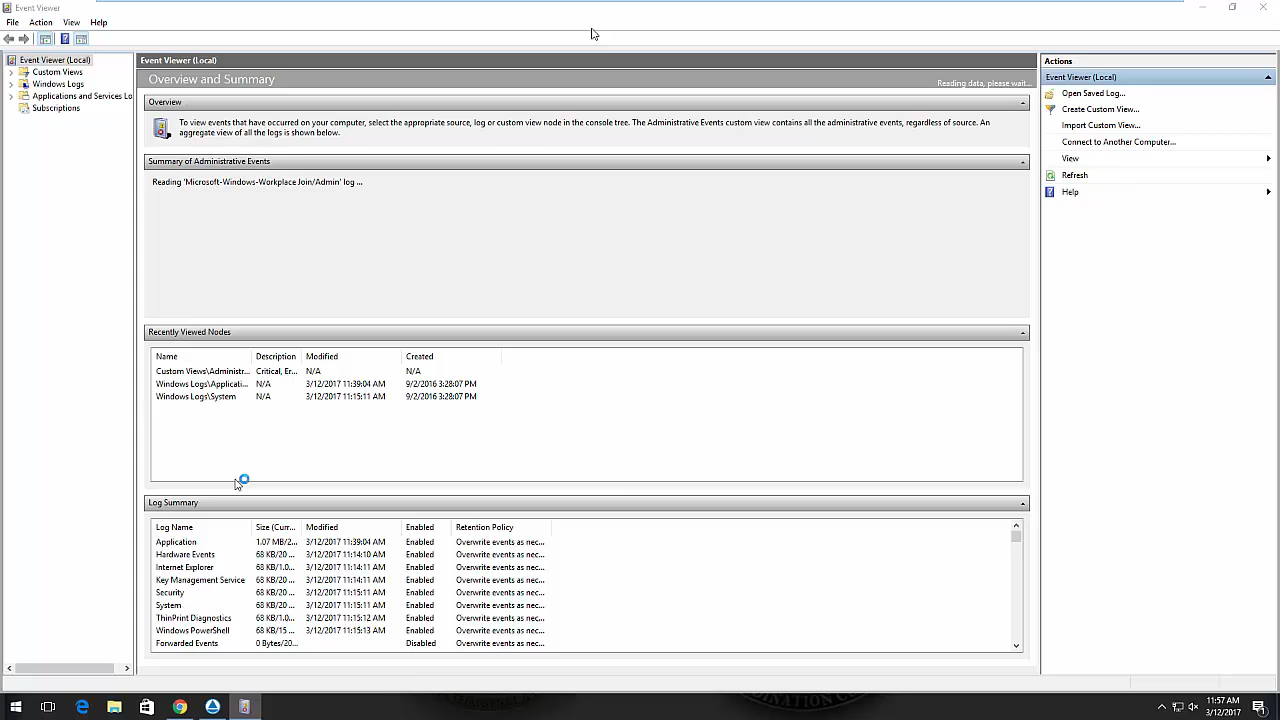 Event Viewer
File Action View Help
Event Viewer (Local)
Custom Views
Windows Logs
Applications and Services Lo
Subscriptions
Event Viewer (Local)
Overview and Summary
Reading data, please wait...
Overview
To view events that have occurred on your computer, select the appropriate source, log or custom view node in the console tree. The Administrative Events custom view contains all the administrative events, regardless of source. An
aggregate view of all the logs is shown below.
Summary of Administrative Events
Reading 'Microsoft-Windows-Workplace Join/Admin' log ...
Recently Viewed Nodes
Name Description Modified Created
Custom Views\Administr... Critical, Er... N/A N/A
Windows Logs\Applicati... N/A 3/12/2017 11:39:04 AM 9/2/2016 3:28:07 PM
Windows Logs\System N/A 3/12/2017 11:15:11 AM 9/2/2016 3:28:07 PM
Log Summary
Log Name Size (Curr... Modified Enabled Retention Policy
Application 1.07 MB/2... 3/12/2017 11:39:04 AM Enabled Overwrite events as nec...
Hardware Events 68 KB/20 ... 3/12/2017 11:14:10 AM Enabled Overwrite events as nec...
Internet Explorer 68 KB/1.0... 3/12/2017 11:14:11 AM Enabled Overwrite events as nec...
Key Management Service 68 KB/20 ... 3/12/2017 11:14:11 AM Enabled Overwrite events as nec...
Security 68 KB/20 ... 3/12/2017 11:15:11 AM Enabled Overwrite events as nec...
System 68 KB/20 ... 3/12/2017 11:15:11 AM Enabled Overwrite events as nec...
ThinPrint Diagnostics 68 KB/1.0... 3/12/2017 11:15:12 AM Enabled Overwrite events as nec...
Windows PowerShell 68 KB/15 ... 3/12/2017 11:15:13 AM Enabled Overwrite events as nec...
Forwarded Events 0 Bytes/20... Disabled Overwrite events as nec...
Actions
Event Viewer (Local)
Open Saved Log...
Create Custom View...
Import Custom View...
Connect to Another Computer...
View
Refresh
Help
11:57 AM
3/12/2017